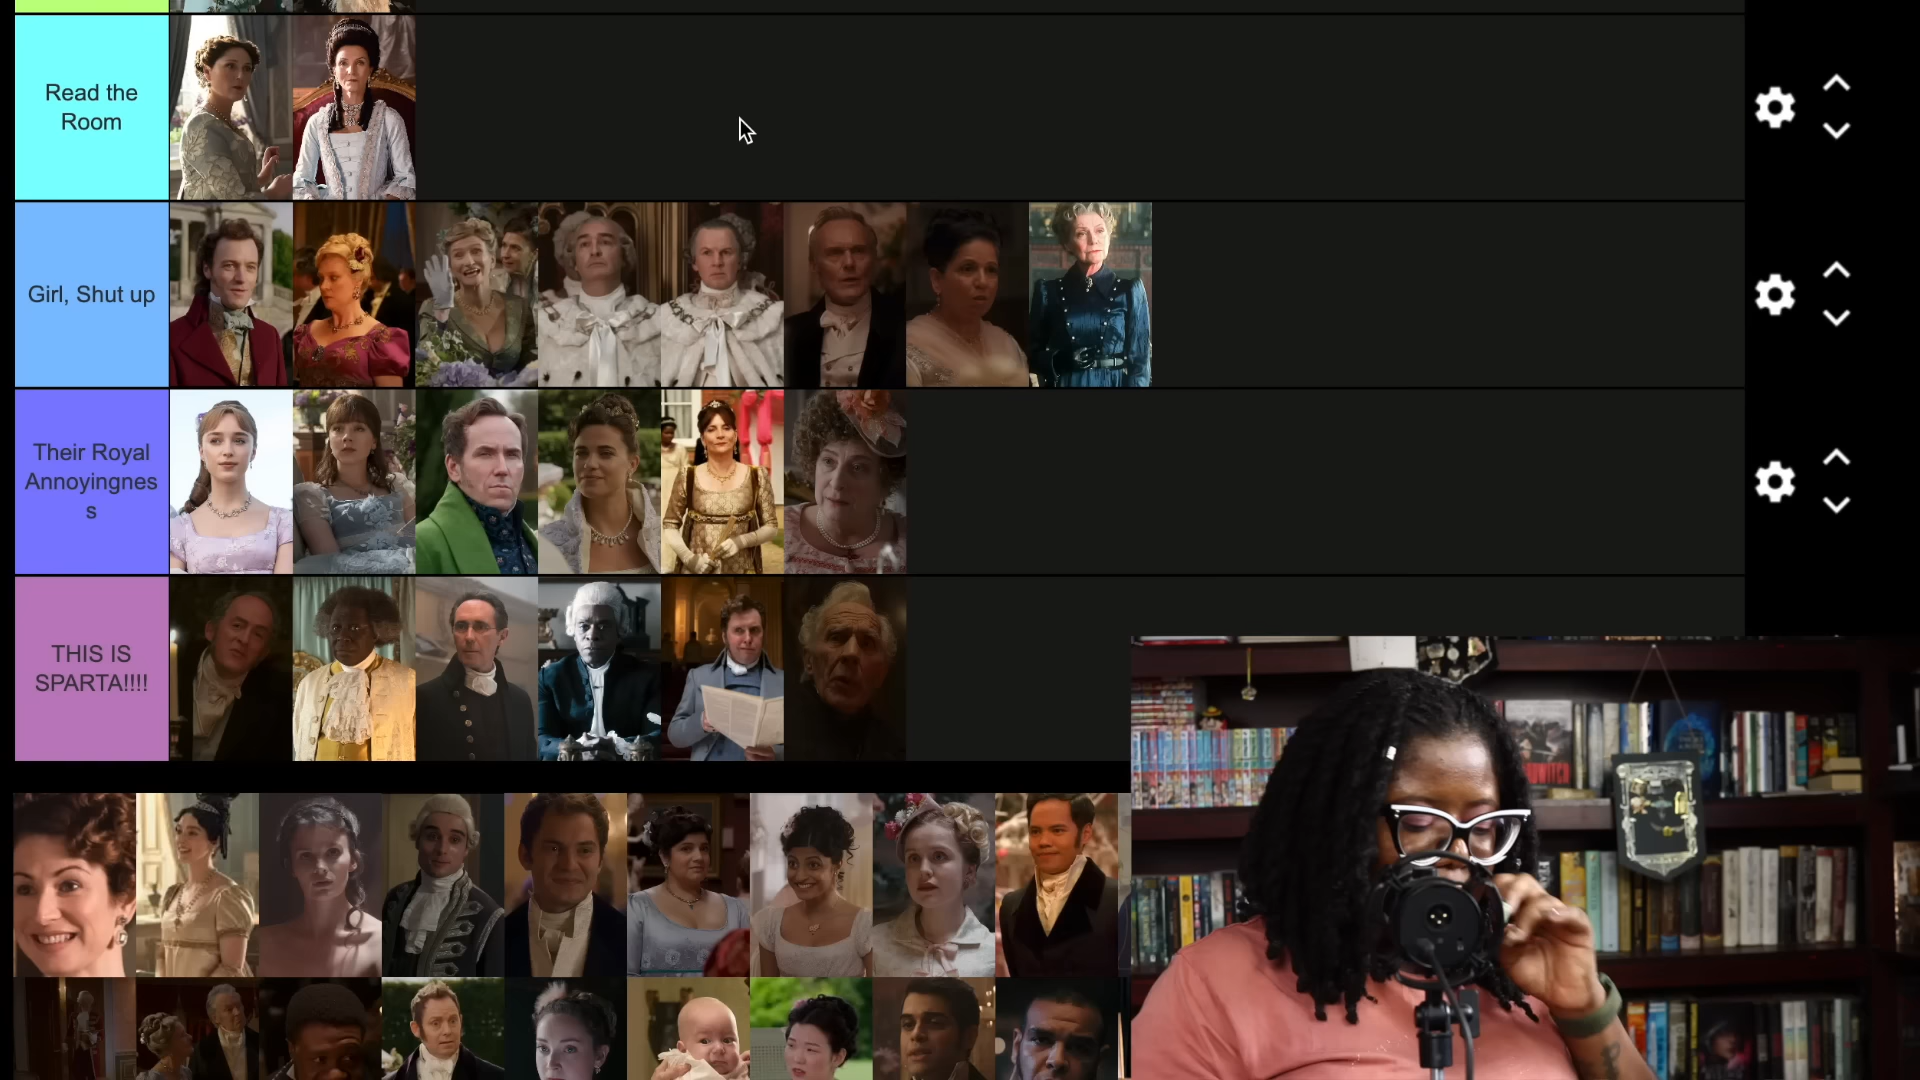 Read the
Room
Girl, Shut up
Their Royal
Annoyingnes
s
THIS IS
SPARTA!!!!